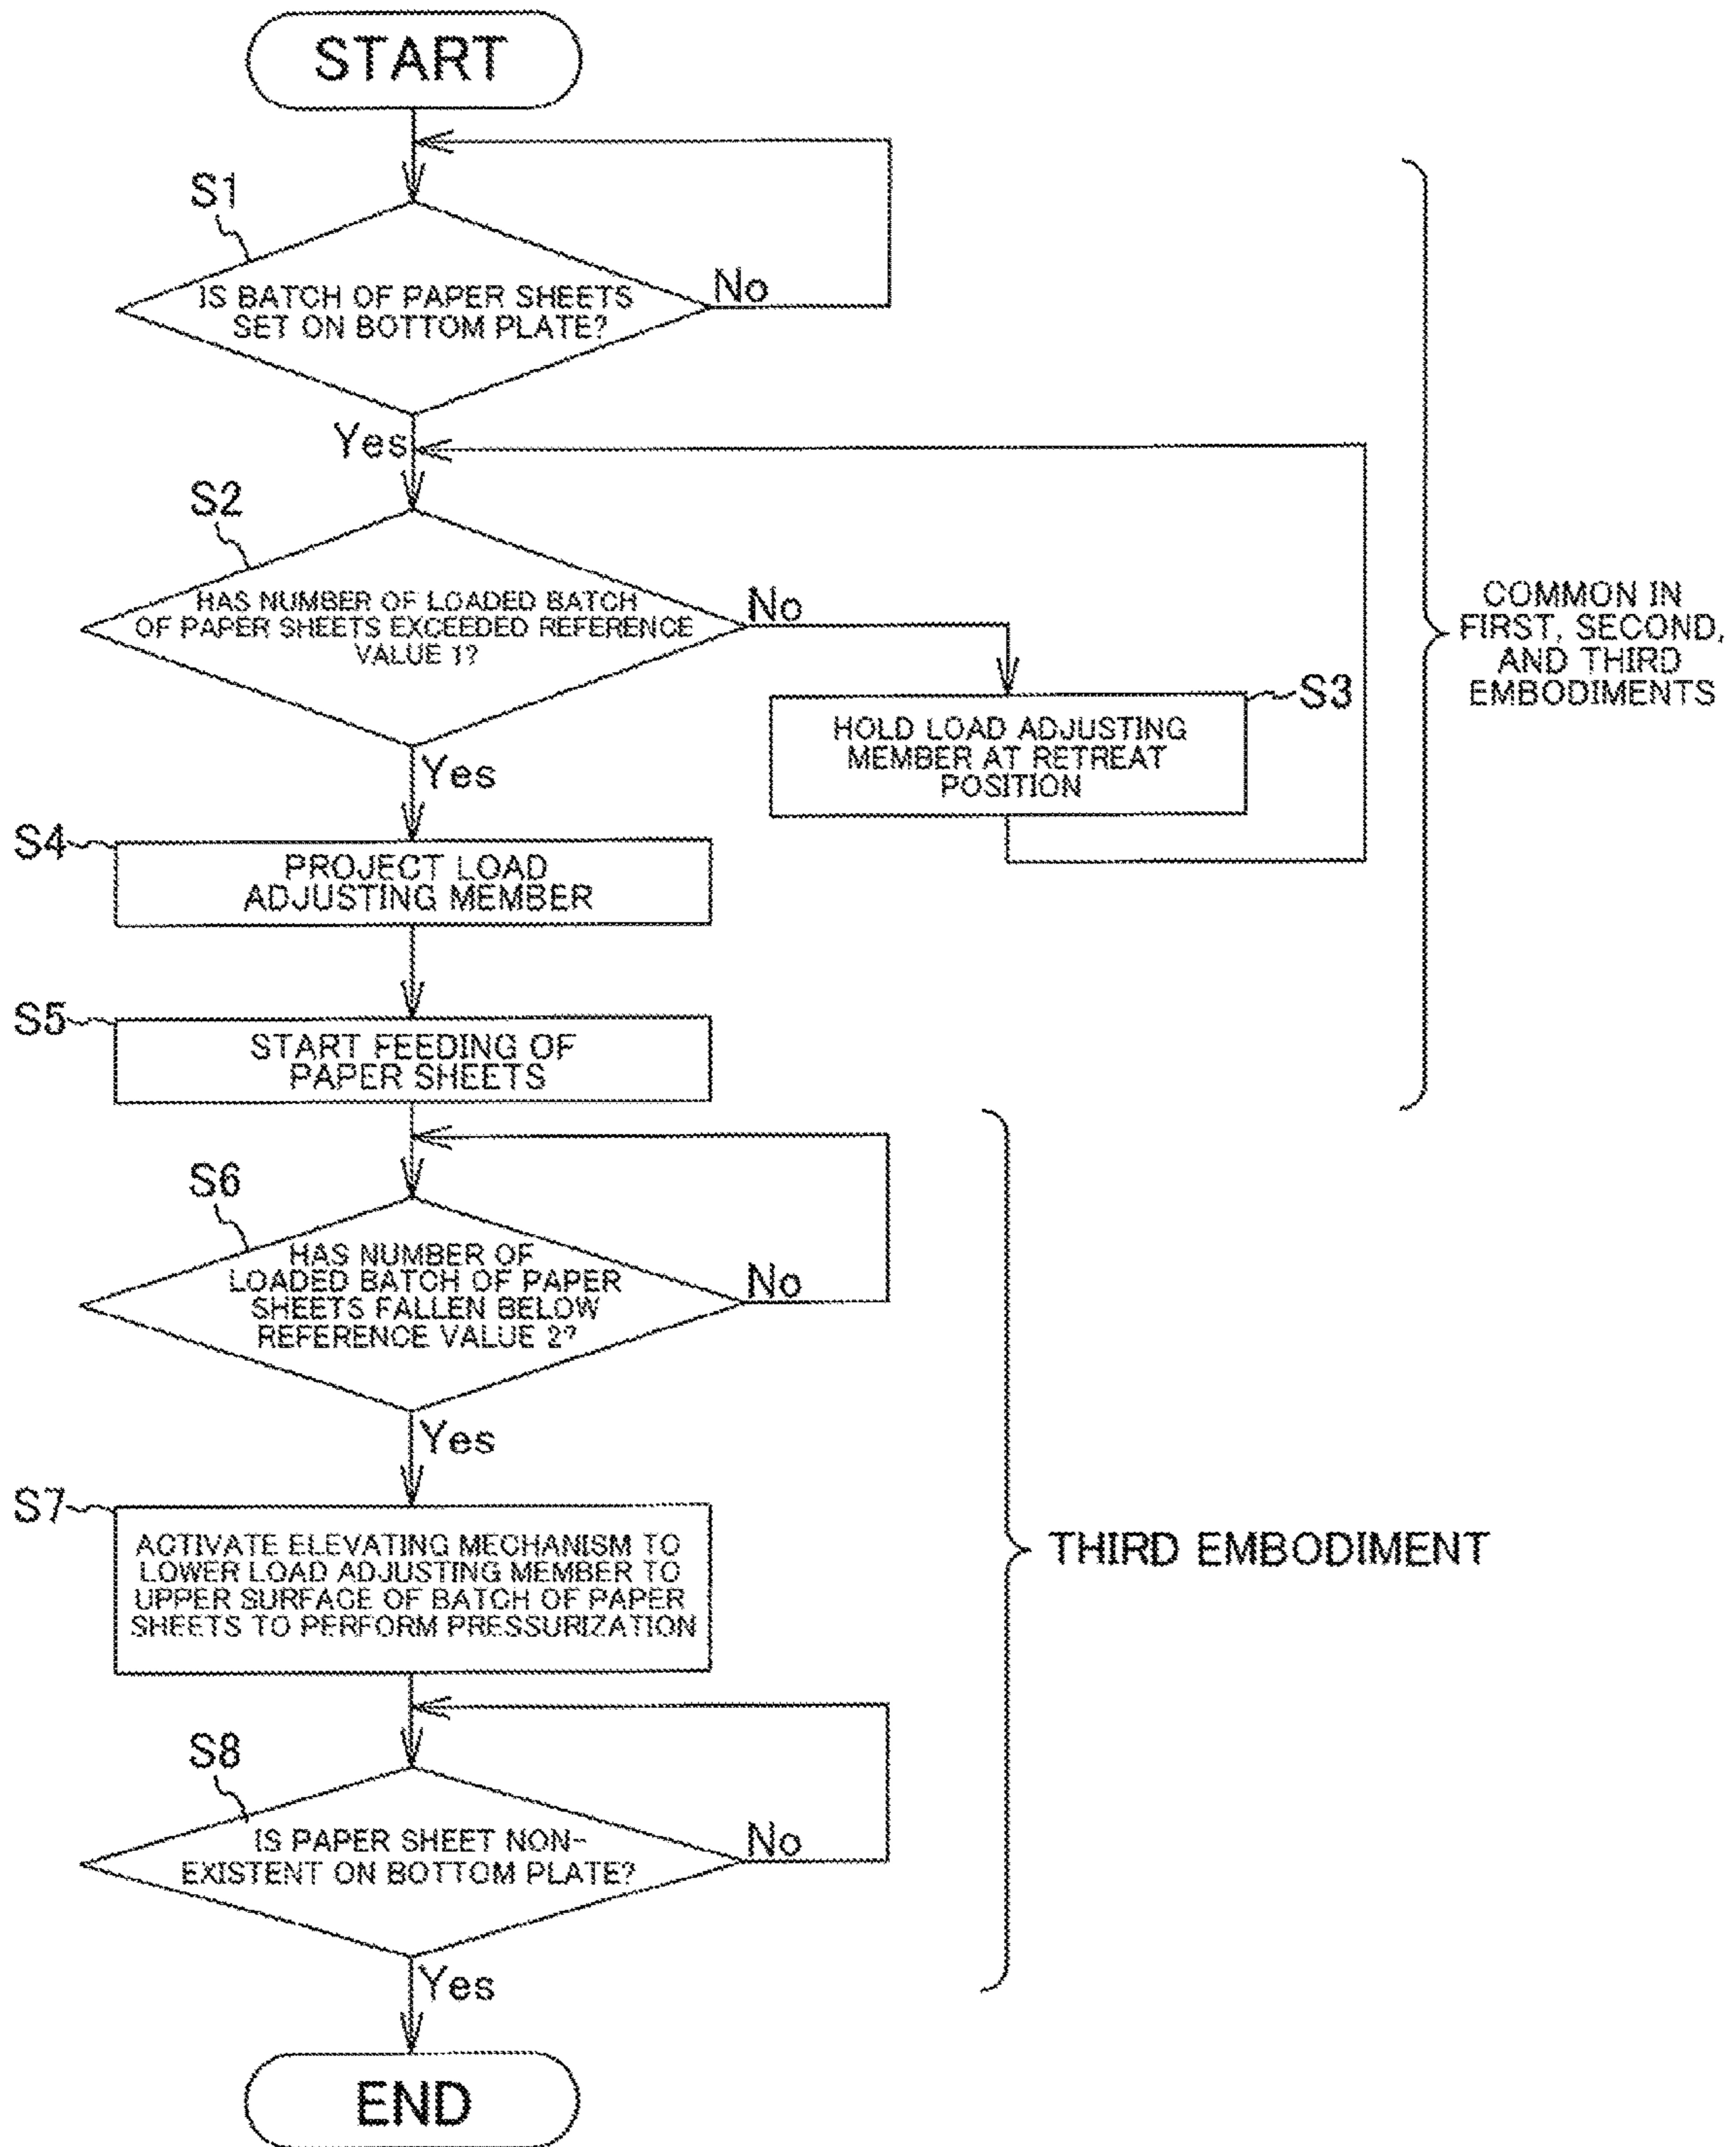 START
S1
IS BATCH OF PAPER SHEETS
SET ON BOTTOM PLATE?
No
Yes
S2
HAS NUMBER OF LOADED BATCH
OF PAPER SHEETS EXCEEDED REFERENCE
VALUE 1?
No
COMMON IN
FIRST, SECOND,
AND THIRD
EMBODIMENTS
S3
HOLD LOAD ADJUSTING
MEMBER AT RETREAT
POSITION
Yes
S4
PROJECT LOAD
ADJUSTING MEMBER
S5
START FEEDING OF
PAPER SHEETS
S6
HAS NUMBER OF
LOADED BATCH OF PAPER
SHEETS FALLEN BELOW
REFERENCE VALUE 2?
No
Yes
S7
ACTIVATE ELEVATING MECHANISM TO
LOWER LOAD ADJUSTING MEMBER TO
UPPER SURFACE OF BATCH OF PAPER
SHEETS TO PERFORM PRESSURIZATION
THIRD EMBODIMENT
S8
IS PAPER SHEET NON-
EXISTENT ON BOTTOM PLATE?
No
Yes
END